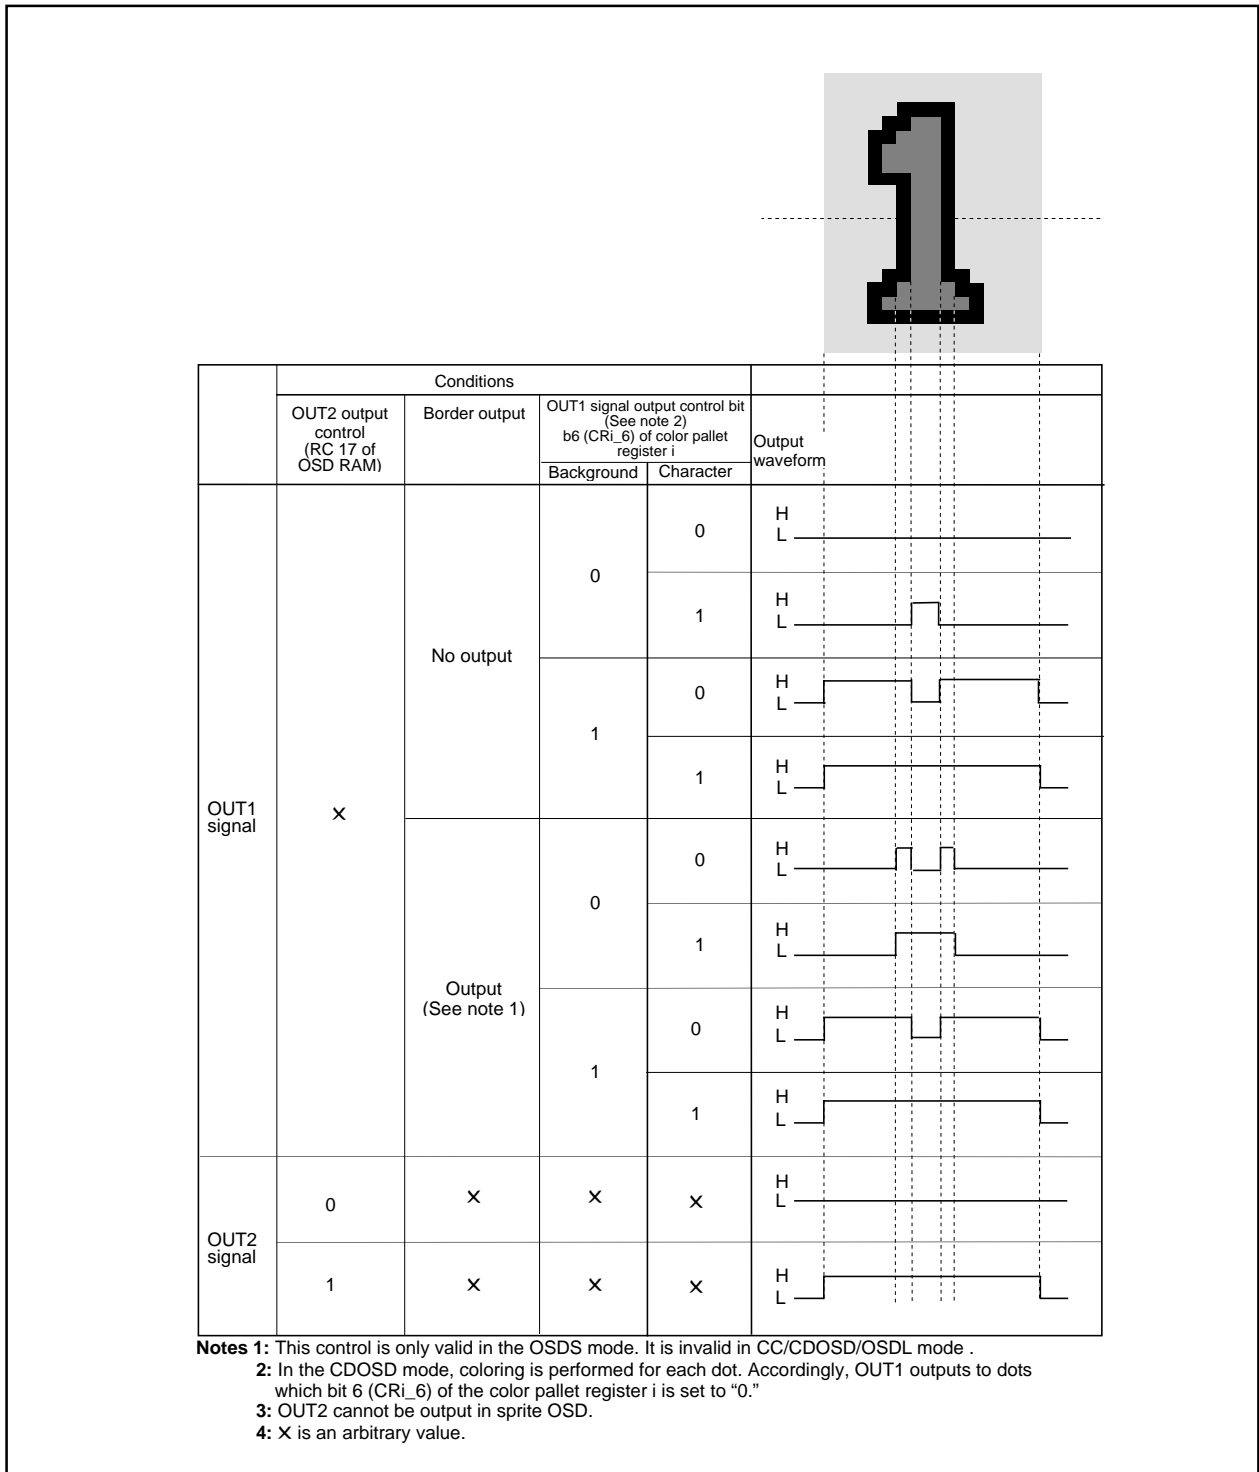 Conditions
OUT2 output
control
(RC 17 of
OSD RAM)
Border output
OUT1 signal output control bit
(See note 2)
b6 (CRi_6) of color pallet
register i
Background
Character
Output
waveform
OUT1
signal
×
No output
0
0
H
L
1
H
L
1
0
H
L
1
H
L
Output
(See note 1)
0
0
H
L
1
H
L
1
0
H
L
1
H
L
OUT2
signal
0
×
×
×
H
L
1
×
×
×
H
L
Notes 1: This control is only valid in the OSDS mode. It is invalid in CC/CDOSD/OSDL mode .
2: In the CDOSD mode, coloring is performed for each dot. Accordingly, OUT1 outputs to dots
which bit 6 (CRi_6) of the color pallet register i is set to “0.”
3: OUT2 cannot be output in sprite OSD.
4: × is an arbitrary value.